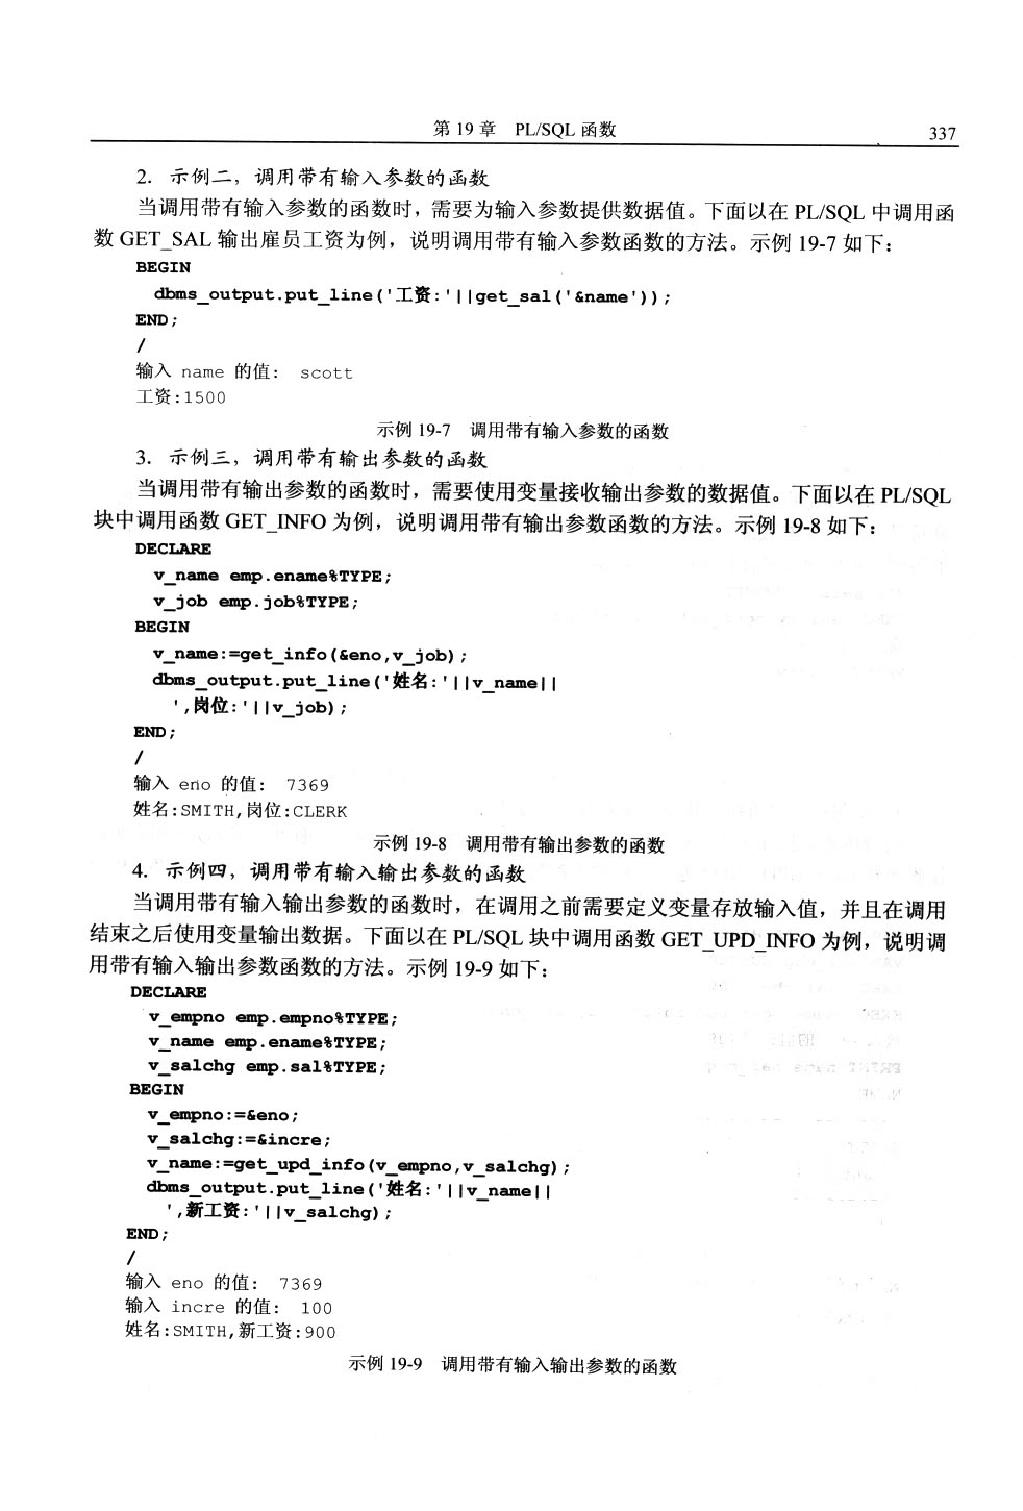 第 19 章 PL/SQL 函数 337
2. 示例二，调用带有输入参数的函数
当调用带有输入参数的函数时，需要为输入参数提供数据值。下面以在 PL/SQL 中调用函
数 GET_SAL 输出雇员工资为例，说明调用带有输入参数函数的方法。示例 19-7 如下：
BEGIN
dbms_output.put_line('工资:'||get_sal('&name'));
END;
/
输入 name 的值: scott
工资:1500
示例 19-7 调用带有输入参数的函数
3. 示例三，调用带有输出参数的函数
当调用带有输出参数的函数时，需要使用变量接收输出参数的数据值。下面以在 PL/SQL
块中调用函数 GET_INFO 为例，说明调用带有输出参数函数的方法。示例 19-8 如下：
DECLARE
v_name emp.ename%TYPE;
v_job emp.job%TYPE;
BEGIN
v_name:=get_info(&eno,v_job);
dbms_output.put_line('姓名:'||v_name||
',岗位:'||v_job);
END;
/
输入 eno 的值: 7369
姓名:SMITH,岗位:CLERK
示例 19-8 调用带有输出参数的函数
4. 示例四，调用带有输入输出参数的函数
当调用带有输入输出参数的函数时，在调用之前需要定义变量存放输入值，并且在调用
结束之后使用变量输出数据。下面以在 PL/SQL 块中调用函数 GET_UPD_INFO 为例，说明调
用带有输入输出参数函数的方法。示例 19-9 如下：
DECLARE
v_empno emp.empno%TYPE;
v_name emp.ename%TYPE;
v_salchg emp.sal%TYPE;
BEGIN
v_empno:=&eno;
v_salchg:=&incre;
v_name:=get_upd_info(v_empno,v_salchg);
dbms_output.put_line('姓名:'||v_name||
',新工资:'||v_salchg);
END;
/
输入 eno 的值: 7369
输入 incre 的值: 100
姓名:SMITH,新工资:900
示例 19-9 调用带有输入输出参数的函数